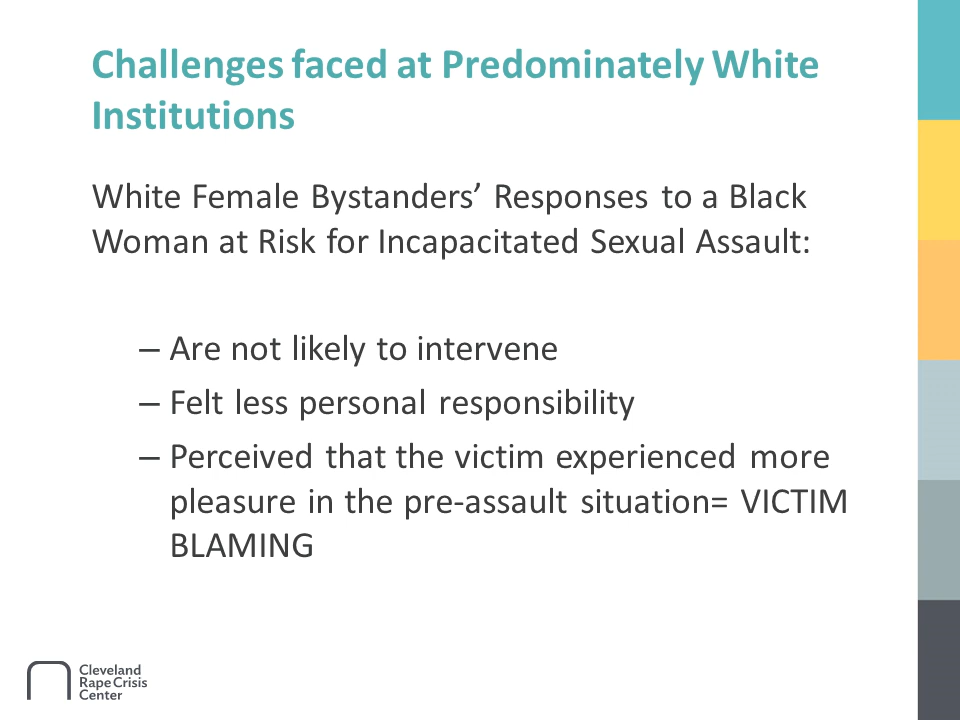 Challenges faced at Predominately White
Institutions
White Female Bystanders’ Responses to a Black
Woman at Risk for Incapacitated Sexual Assault:
– Are not likely to intervene
– Felt less personal responsibility
– Perceived that the victim experienced more
pleasure in the pre-assault situation= VICTIM
BLAMING
Cleveland
Rape Crisis
Center